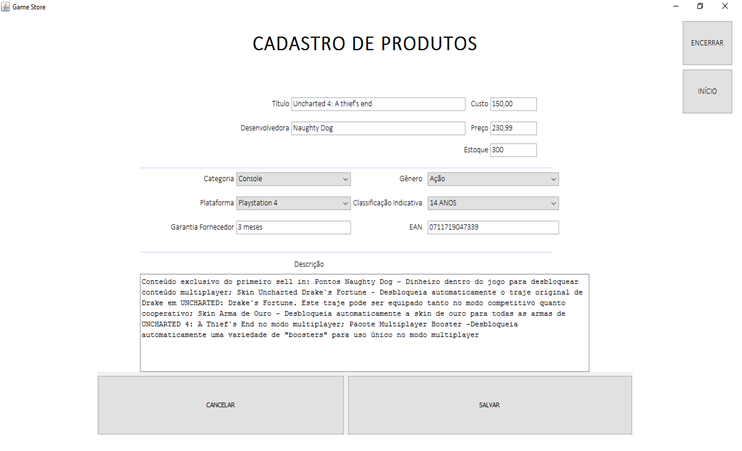 Game Store
CADASTRO DE PRODUTOS
ENCERRAR
INÍCIO
Título Uncharted 4: A thief's end Custo 150,00
Desenvolvedora Naughty Dog Preço 230,99
Estoque 300
Categoria Console Gênero Ação
Plataforma Playstation 4 Classificação Indicativa 14 ANOS
Garantia Fornecedor 3 meses EAN 0711719047339
Descrição
Conteúdo exclusivo do primeiro sell in: Pontos Naughty Dog - Dinheiro dentro do jogo para desbloquear
conteúdo multiplayer; Skin Uncharted Drake's Fortune - Desbloqueia automaticamente o traje original de
Drake em UNCHARTED: Drake's Fortune. Este traje pode ser equipado tanto no modo competitivo quanto
cooperativo; Skin Arma de Ouro - Desbloqueia automaticamente a skin de ouro para todas as armas de
UNCHARTED 4: A Thief's End no modo multiplayer; Pacote Multiplayer Booster -Desbloqueia
automaticamente uma variedade de "boosters" para uso único no modo multiplayer
CANCELAR SALVAR